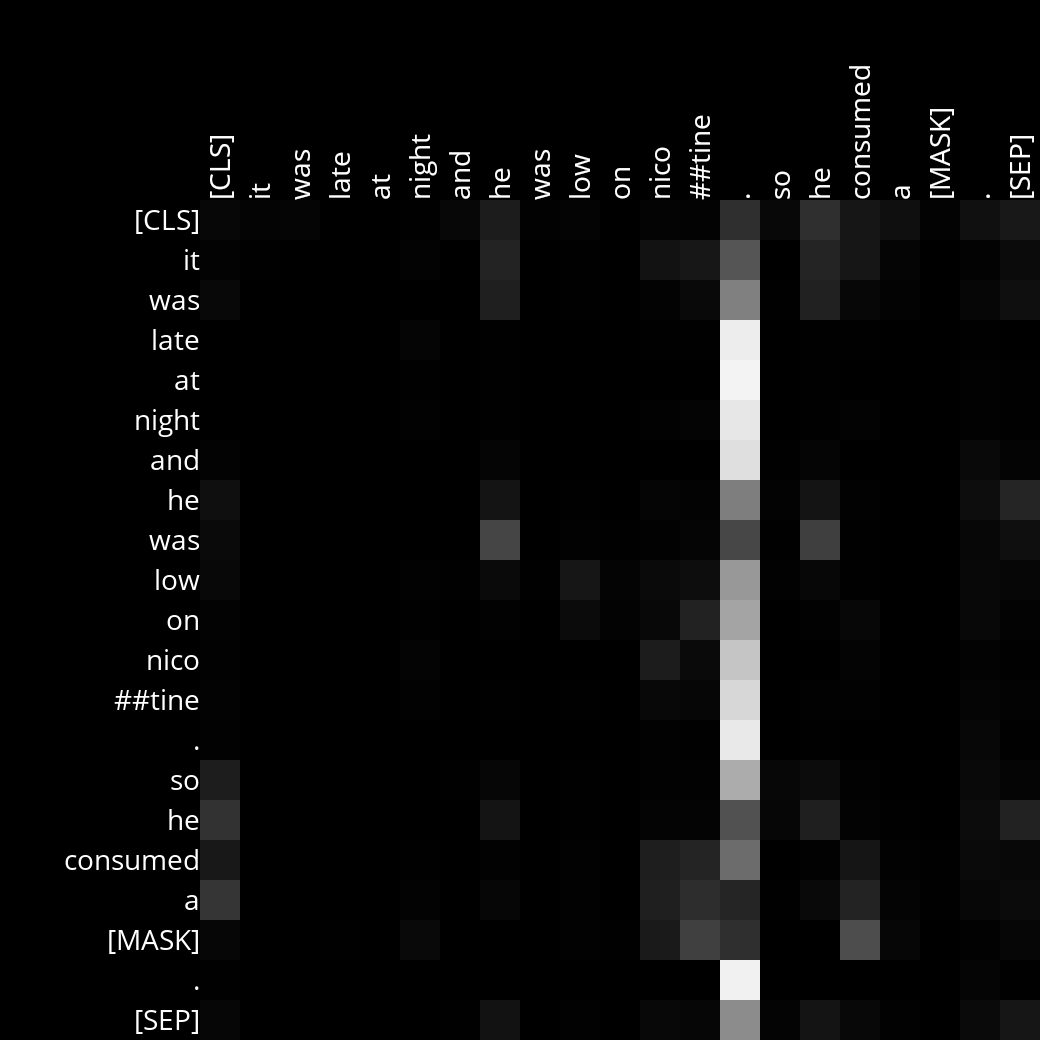 [CLS] it was late at night and he was low on nico ##tine . so he consumed a [MASK] . [SEP]
[CLS]
it
was
late
at
night
and
he
was
low
on
nico
##tine
.
so
he
consumed
a
[MASK]
.
[SEP]